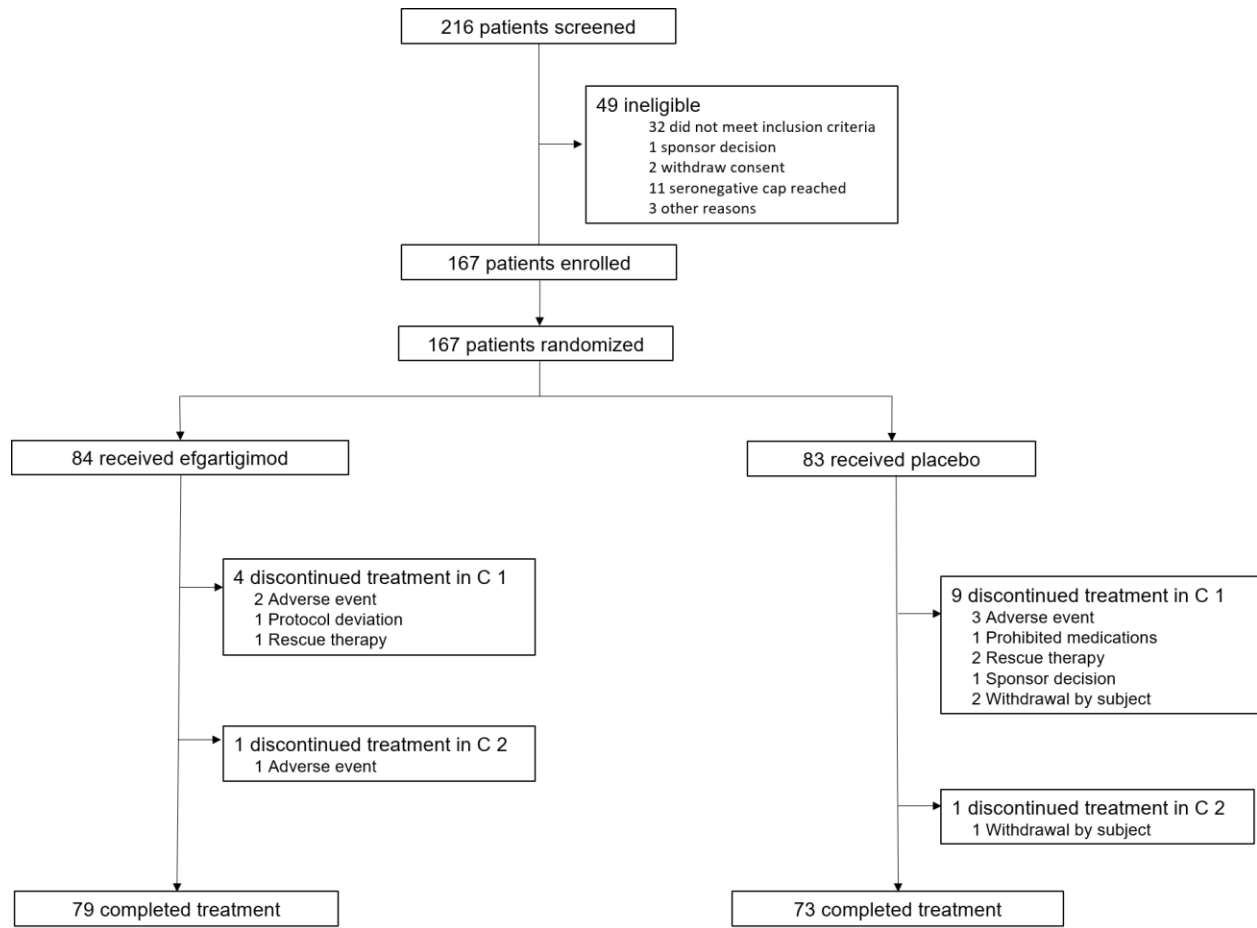 216 patients screened
49 ineligible
32 did not meet inclusion criteria
1 sponsor decision
2 withdraw consent
11 seronegative cap reached
3 other reasons
167 patients enrolled
167 patients randomized
84 received efgartigimod
83 received placebo
4 discontinued treatment in C 1
2 Adverse event
1 Protocol deviation
1 Rescue therapy
9 discontinued treatment in C 1
3 Adverse event
1 Prohibited medications
2 Rescue therapy
1 Sponsor decision
2 Withdrawal by subject
1 discontinued treatment in C 2
1 Adverse event
1 discontinued treatment in C 2
1 Withdrawal by subject
79 completed treatment
73 completed treatment